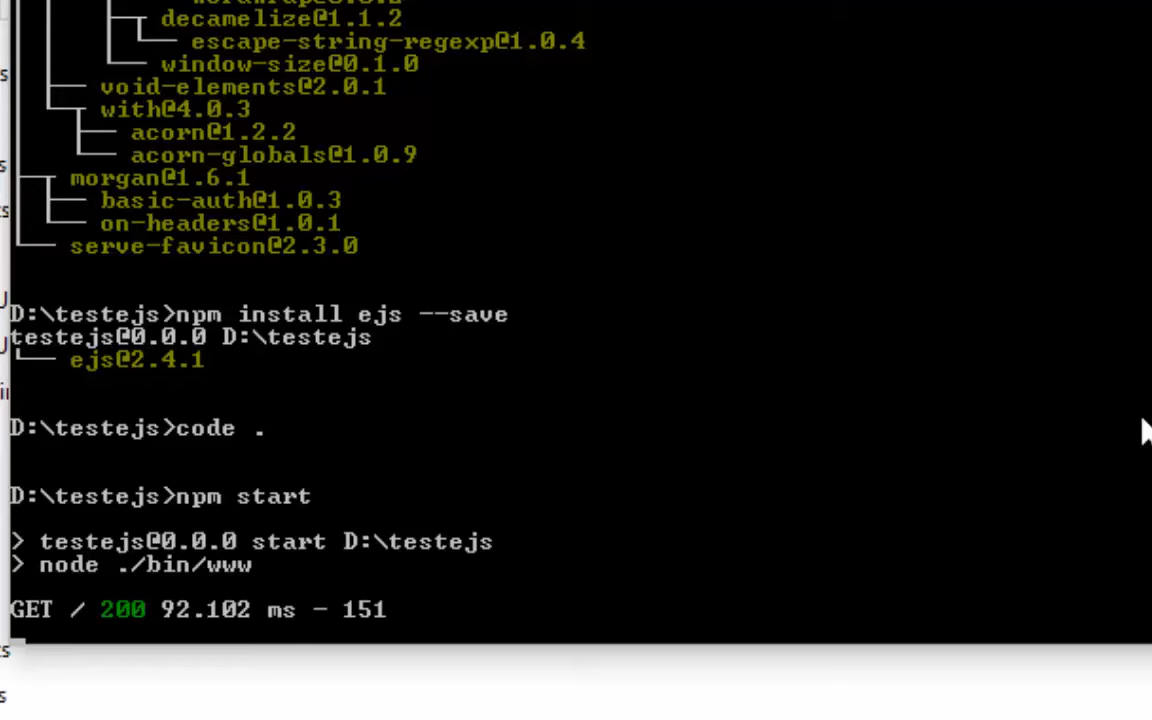 decamelize@1.1.2
escape-string-regexp@1.0.4
window-size@0.1.0
void-elements@2.0.1
with@4.0.3
acorn@1.2.2
acorn-globals@1.0.9
morgan@1.6.1
basic-auth@1.0.3
on-headers@1.0.1
serve-favicon@2.3.0
D:\testejs>npm install ejs --save
testejs@0.0.0 D:\testejs
ejs@2.4.1
D:\testejs>code .
D:\testejs>npm start
> testejs@0.0.0 start D:\testejs
> node ./bin/www
GET / 200 92.102 ms - 151